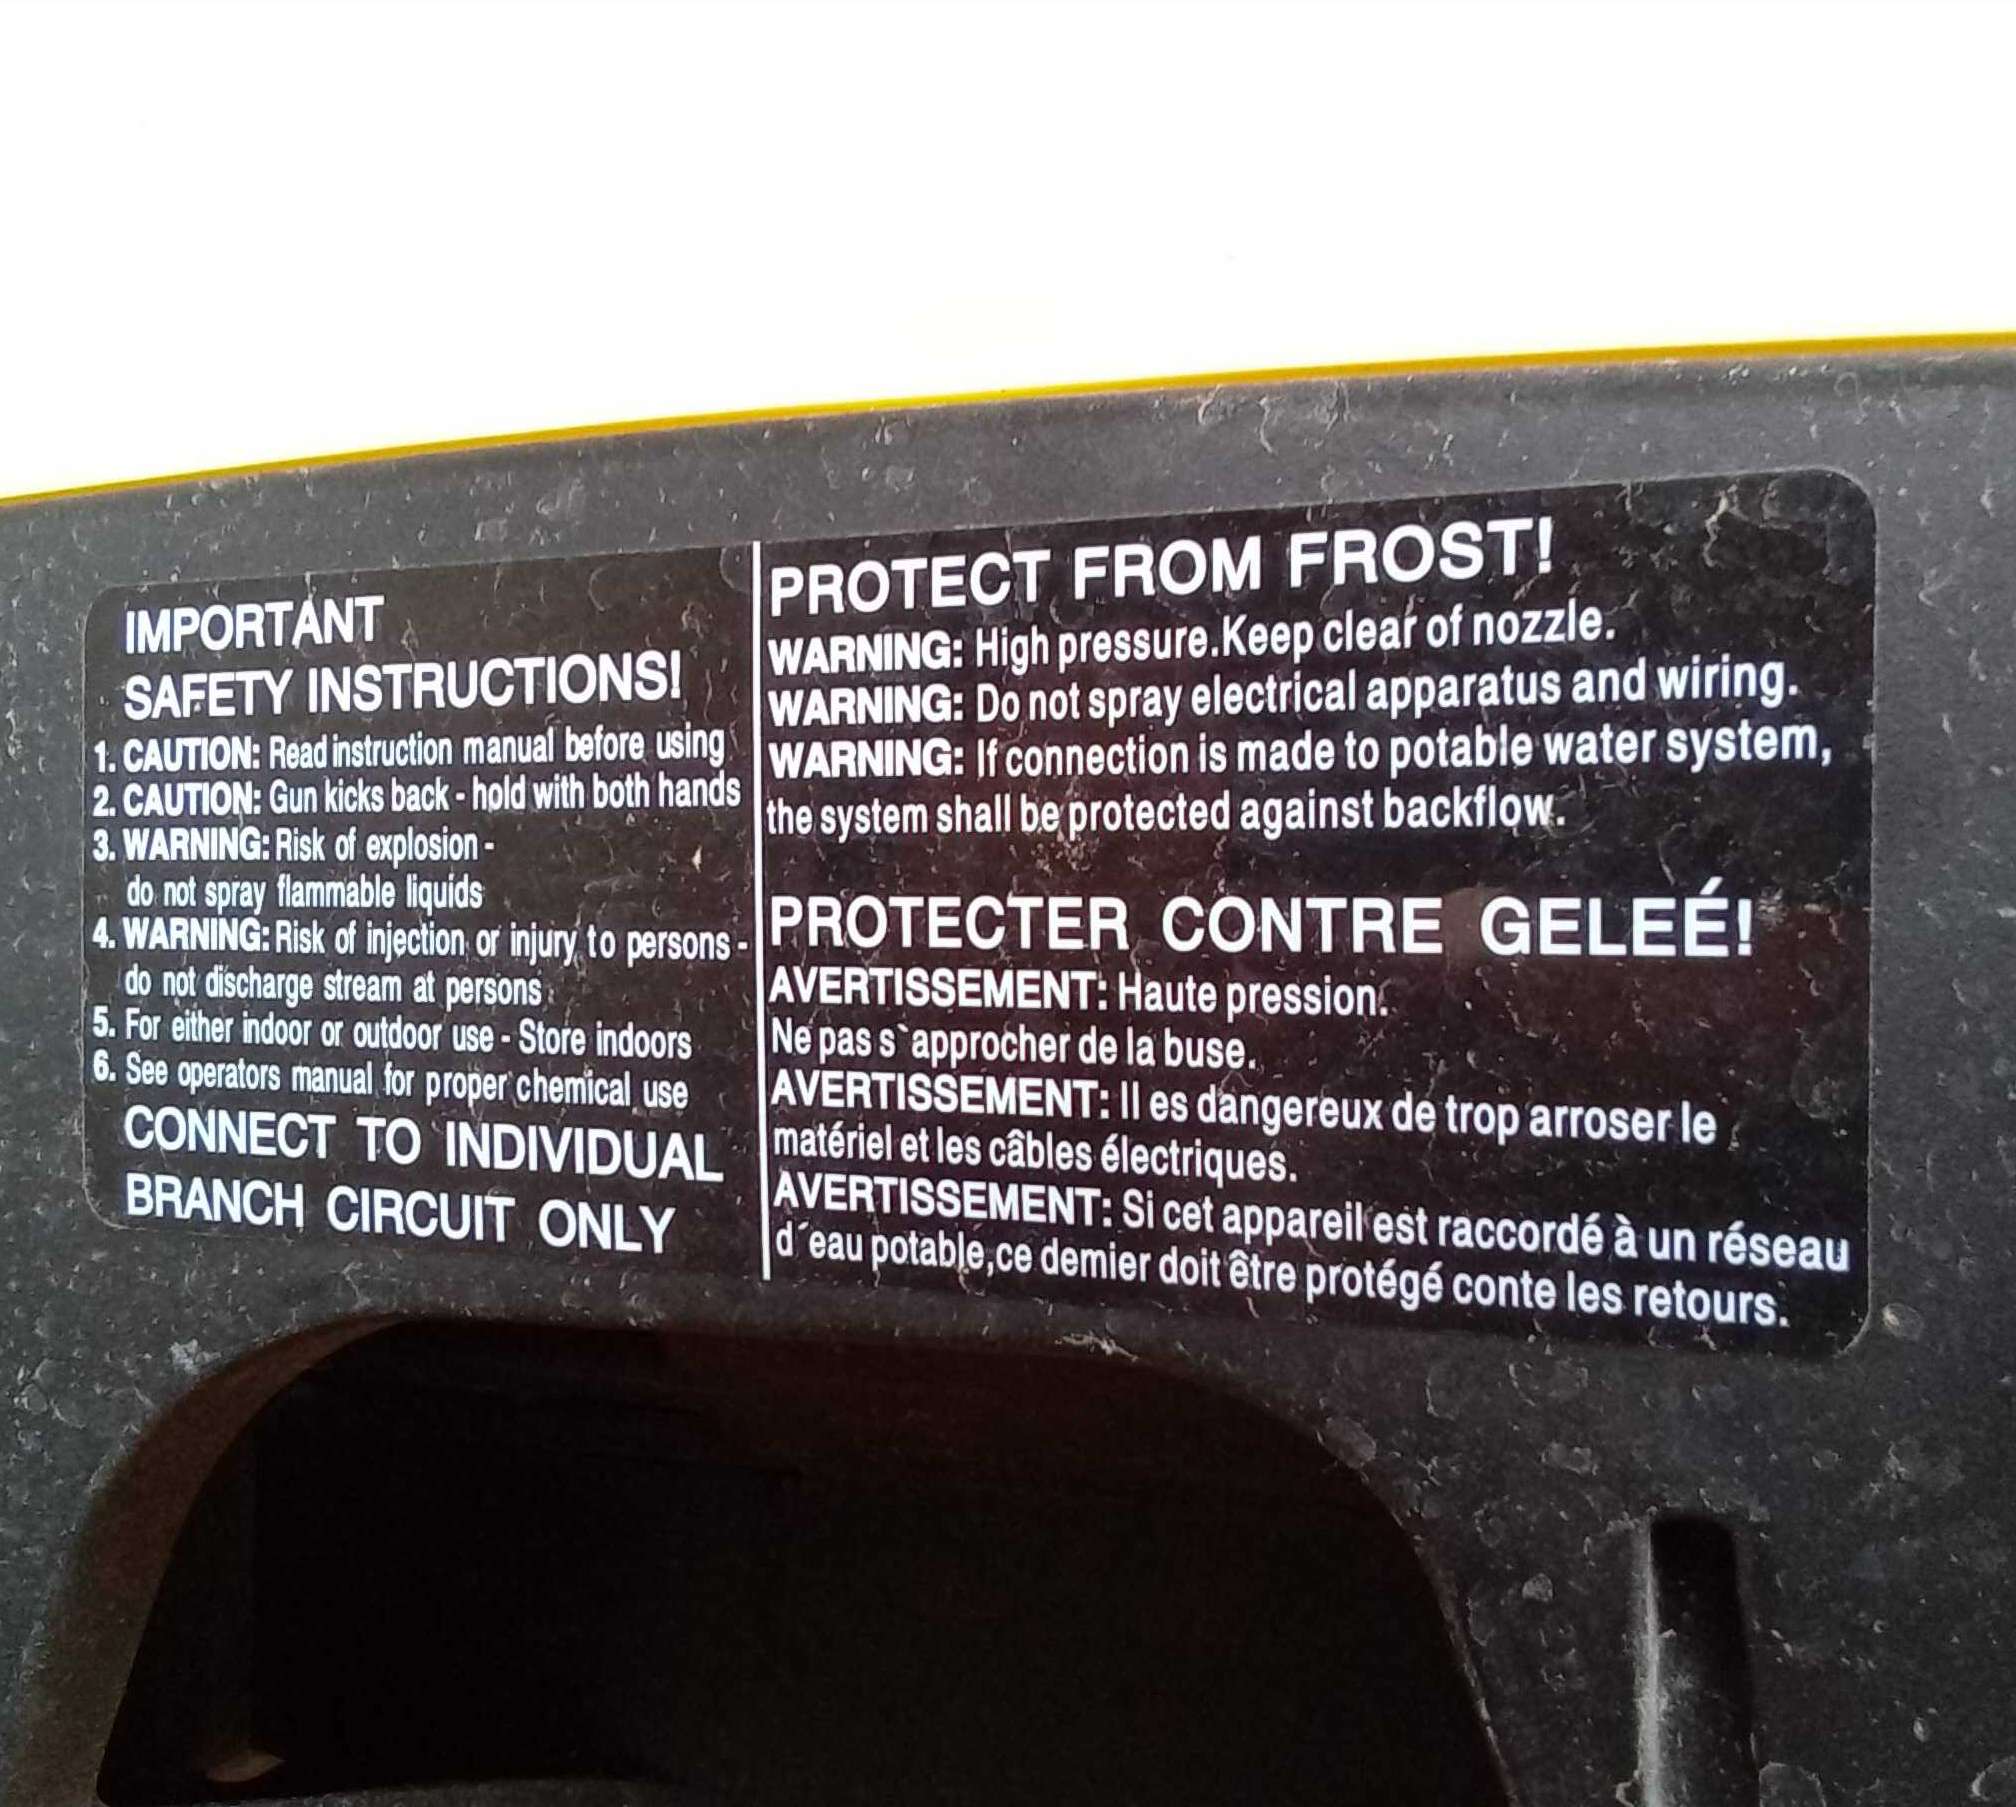 IMPORTANT
SAFETY INSTRUCTIONS!
1. CAUTION: Read instruction manual before using
2. CAUTION: Gun kicks back - hold with both hands
3. WARNING: Risk of explosion -
do not spray flammable liquids
4. WARNING: Risk of injection or injury to persons -
do not discharge stream at persons
5. For either indoor or outdoor use - Store indoors
6. See operators manual for proper chemical use
CONNECT TO INDIVIDUAL
BRANCH CIRCUIT ONLY
PROTECT FROM FROST!
WARNING: High pressure.Keep clear of nozzle.
WARNING: Do not spray electrical apparatus and wiring.
WARNING: If connection is made to potable water system,
the system shall be protected against backflow.
PROTECTER CONTRE GELEÉ!
AVERTISSEMENT: Haute pression.
Ne pas s`approcher de la buse.
AVERTISSEMENT: Il es dangereux de trop arroser le
matériel et les câbles électriques.
AVERTISSEMENT: Si cet appareil est raccordé à un réseau
d´eau potable,ce demier doit être protégé conte les retours.